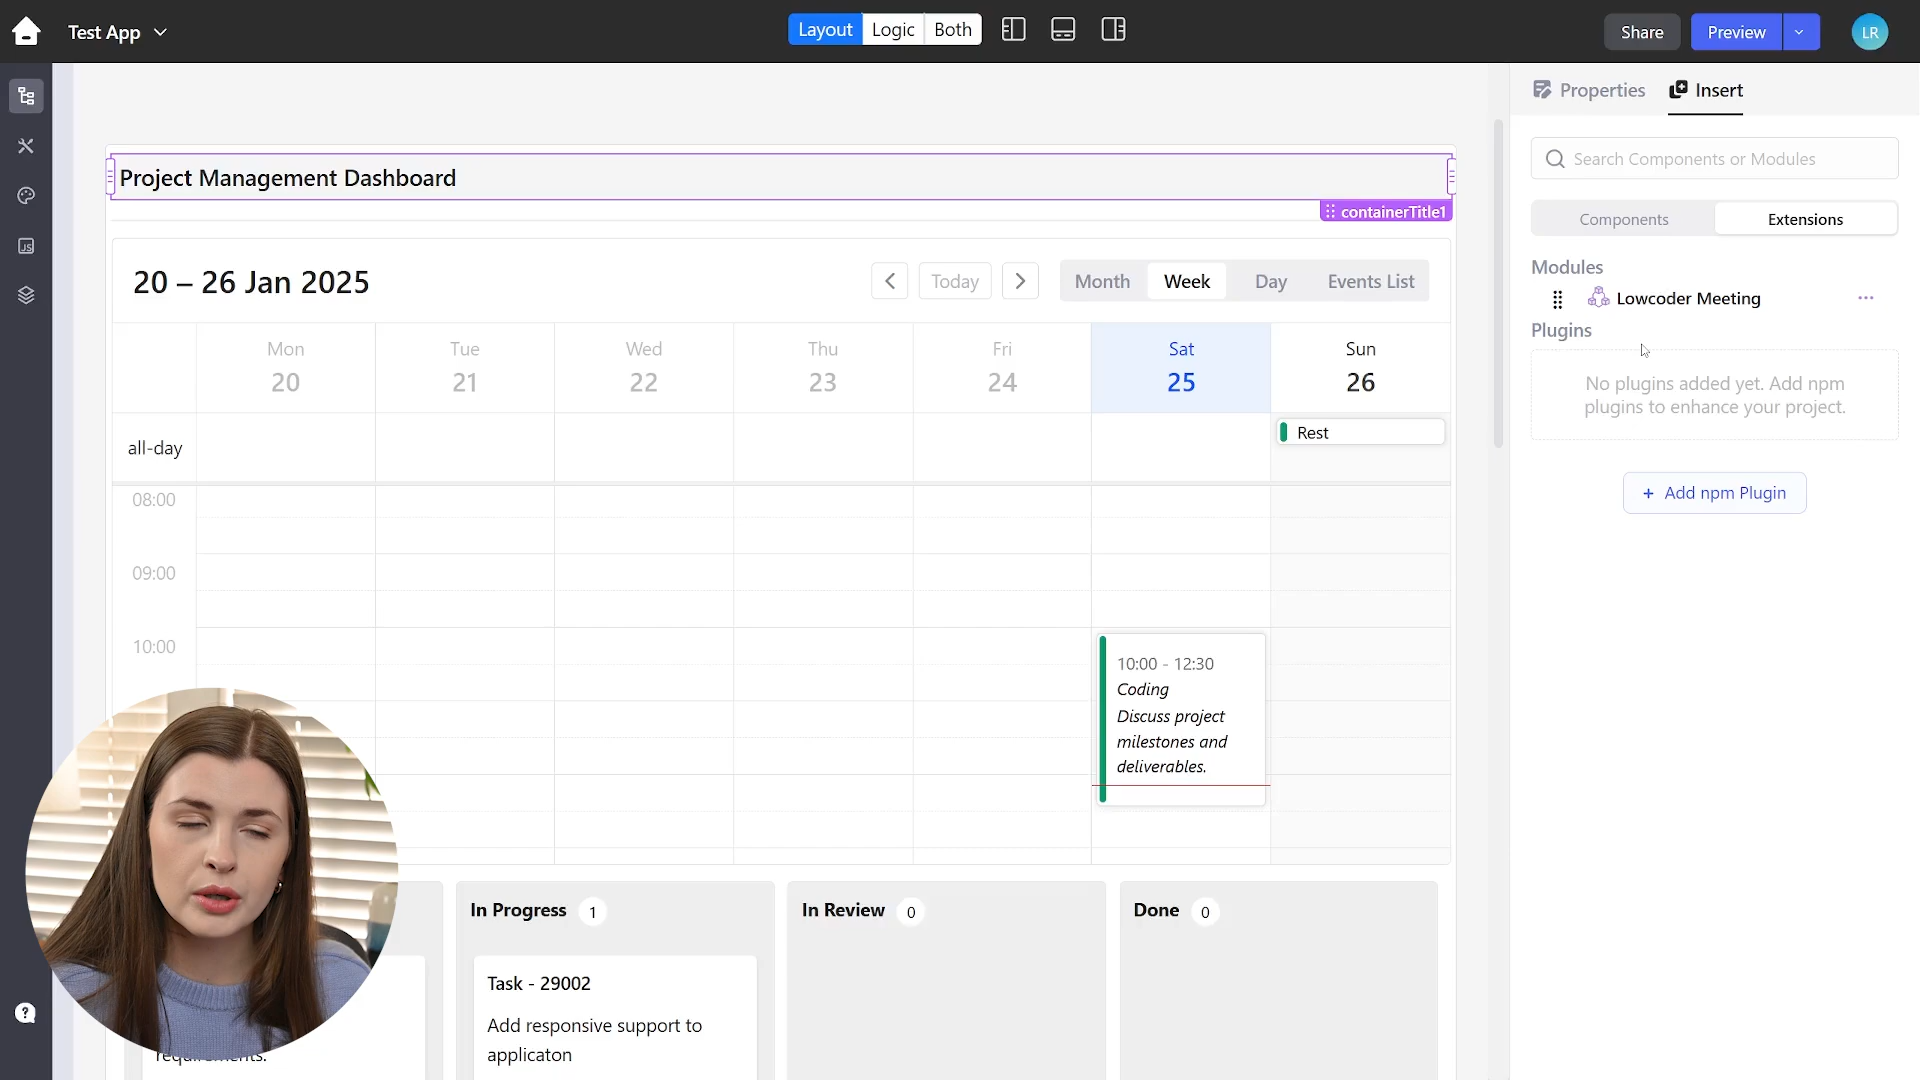 Test App
Layout
Logic
Both
Share
Preview
LR
Properties
Insert
Project Management Dashboard
containerTitle1
Search Components or Modules
Components
Extensions
Modules
Lowcoder Meeting
Plugins
No plugins added yet. Add npm
plugins to enhance your project.
+ Add npm Plugin
20 – 26 Jan 2025
Today
Month
Week
Day
Events List
Mon
20
Tue
21
Wed
22
Thu
23
Fri
24
Sat
25
Sun
26
all-day
Rest
08:00
09:00
10:00
10:00 - 12:30
Coding
Discuss project
milestones and
deliverables.
In Progress 1
In Review 0
Done 0
Task - 29002
Add responsive support to
applicaton
requirements.
JS
?